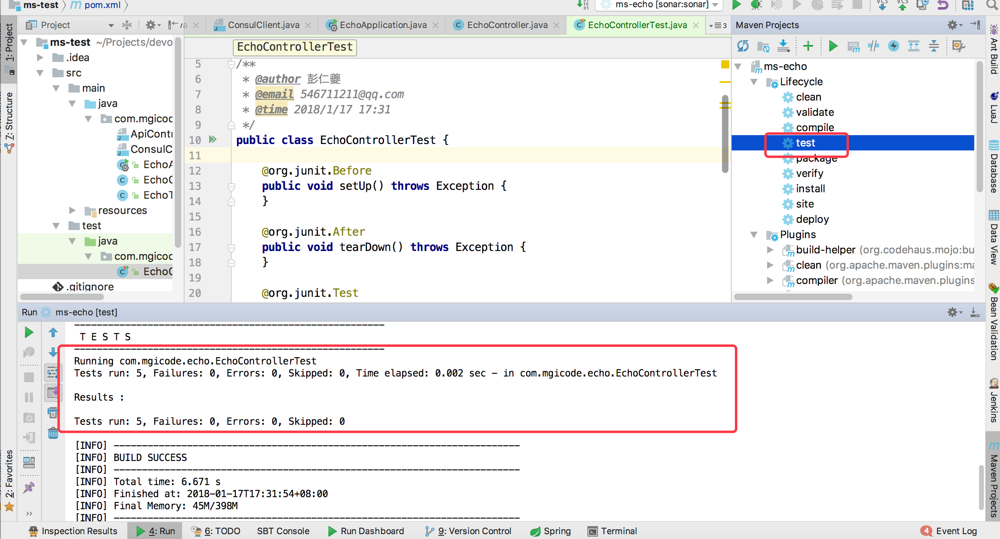 ms-test
pom.xml
ms-echo [sonar:sonar]
VCS
VCS
1: Project
7: Structure
2: Favorites
Project
ConsulClient.java
EchoApplication.java
EchoController.java
EchoControllerTest.java
3
Maven Projects
ms-test ~/Projects/devo
.idea
src
main
java
com.mgicod
ApiContr
ConsulC
EchoA
EchoC
EchoT
resources
test
java
com.mgicod
EchoC
.gitignore
EchoControllerTest
5 /**
6 * @author 彭仁夔
7 * @email 546711211@qq.com
8 * @time 2018/1/17 17:31
9 */
10 public class EchoControllerTest {
11
12 @org.junit.Before
13 public void setUp() throws Exception {
14 }
15
16 @org.junit.After
17 public void tearDown() throws Exception {
18 }
19
20 @org.junit.Test
ms-echo
Lifecycle
clean
validate
compile
test
package
verify
install
site
deploy
Plugins
build-helper (org.codehaus.mojo:bu
clean (org.apache.maven.plugins:ma
compiler (org.apache.maven.plugins
Ant Build
LuaJ
Database
Data View
Bean Validation
Jenkins
Maven Projects
Run ms-echo [test]
-------------------------------------------------------
T E S T S
-------------------------------------------------------
Running com.mgicode.echo.EchoControllerTest
Tests run: 5, Failures: 0, Errors: 0, Skipped: 0, Time elapsed: 0.002 sec - in com.mgicode.echo.EchoControllerTest
Results :
Tests run: 5, Failures: 0, Errors: 0, Skipped: 0
[INFO] ------------------------------------------------------------------------
[INFO] BUILD SUCCESS
[INFO] ------------------------------------------------------------------------
[INFO] Total time: 6.671 s
[INFO] Finished at: 2018-01-17T17:31:54+08:00
[INFO] Final Memory: 45M/398M
[INFO] ------------------------------------------------------------------------
Inspection Results
4: Run
6: TODO
SBT Console
Run Dashboard
9: Version Control
Spring
Terminal
4 Event Log